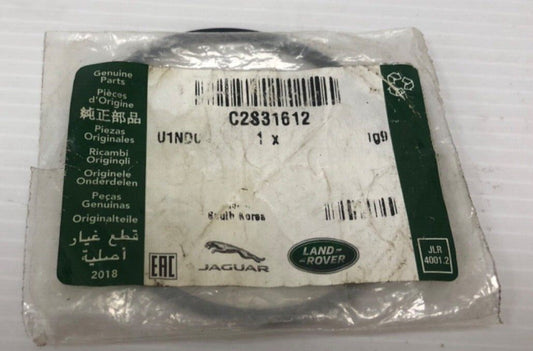 Genuine
Parts
Pièces
d'Origine
純正部品
Piezas
Originales
Ricambi
Originali
Originele
Onderdelen
Peças
Genuínas
Originalteile
قطع غيار
أصلية
2018
C2S31612
1 x
South Korea
EAC
JAGUAR
LAND-
-ROVER
JLR
4001.2